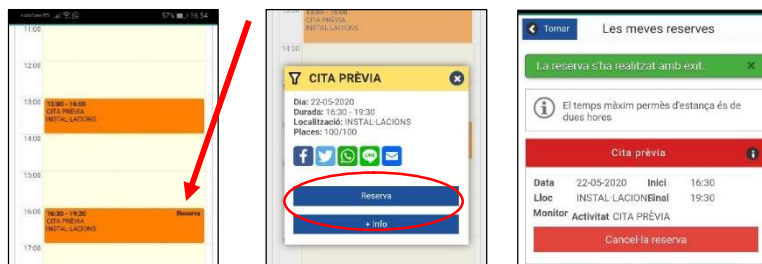 57% 16:54
11:00
12:00
13:00
13:00 - 16:00
CITA PRÈVIA
INSTAL·LACIONS
14:00
15:00
16:00
16:30 - 19:30
Reserva
CITA PRÈVIA
INSTAL·LACIONS
17:00
CITA PRÈVIA
INSTAL·LACIONS
14:00
CITA PRÈVIA
Dia: 22-05-2020
Durada: 16:30 - 19:30
Localització: INSTAL·LACIONS
Places: 100/100
Reserva
+ Info
Tornar
Les meves reserves
La reserva s'ha realitzat amb èxit.
El temps màxim permès d'estança és de
dues hores
Cita prèvia
Data 22-05-2020 Inici 16:30
Lloc INSTAL·LACIONS Final 19:30
Monitor Activitat CITA PRÈVIA
Cancel·la reserva